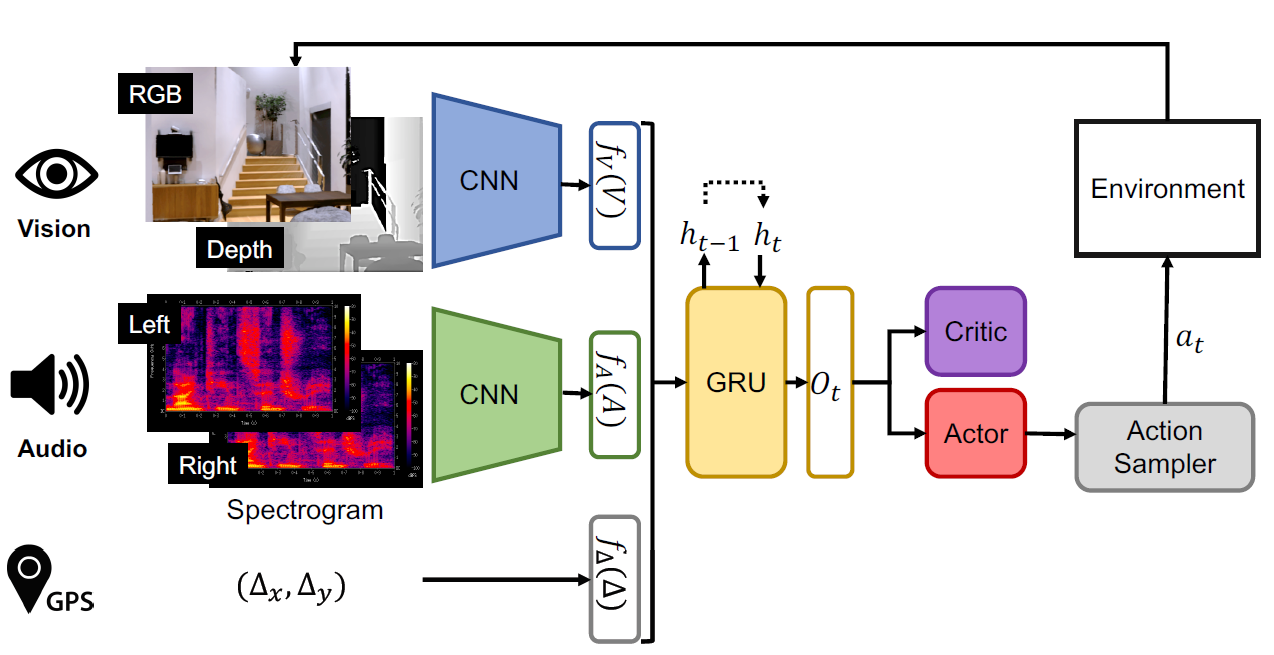 RGB
Depth
Vision
CNN
f_V(V)
h_{t-1}
h_t
Environment
Left
Right
Audio
Spectrogram
CNN
f_A(A)
GRU
O_t
Critic
Actor
Action
Sampler
a_t
GPS
(Δ_x, Δ_y)
f_Δ(Δ)